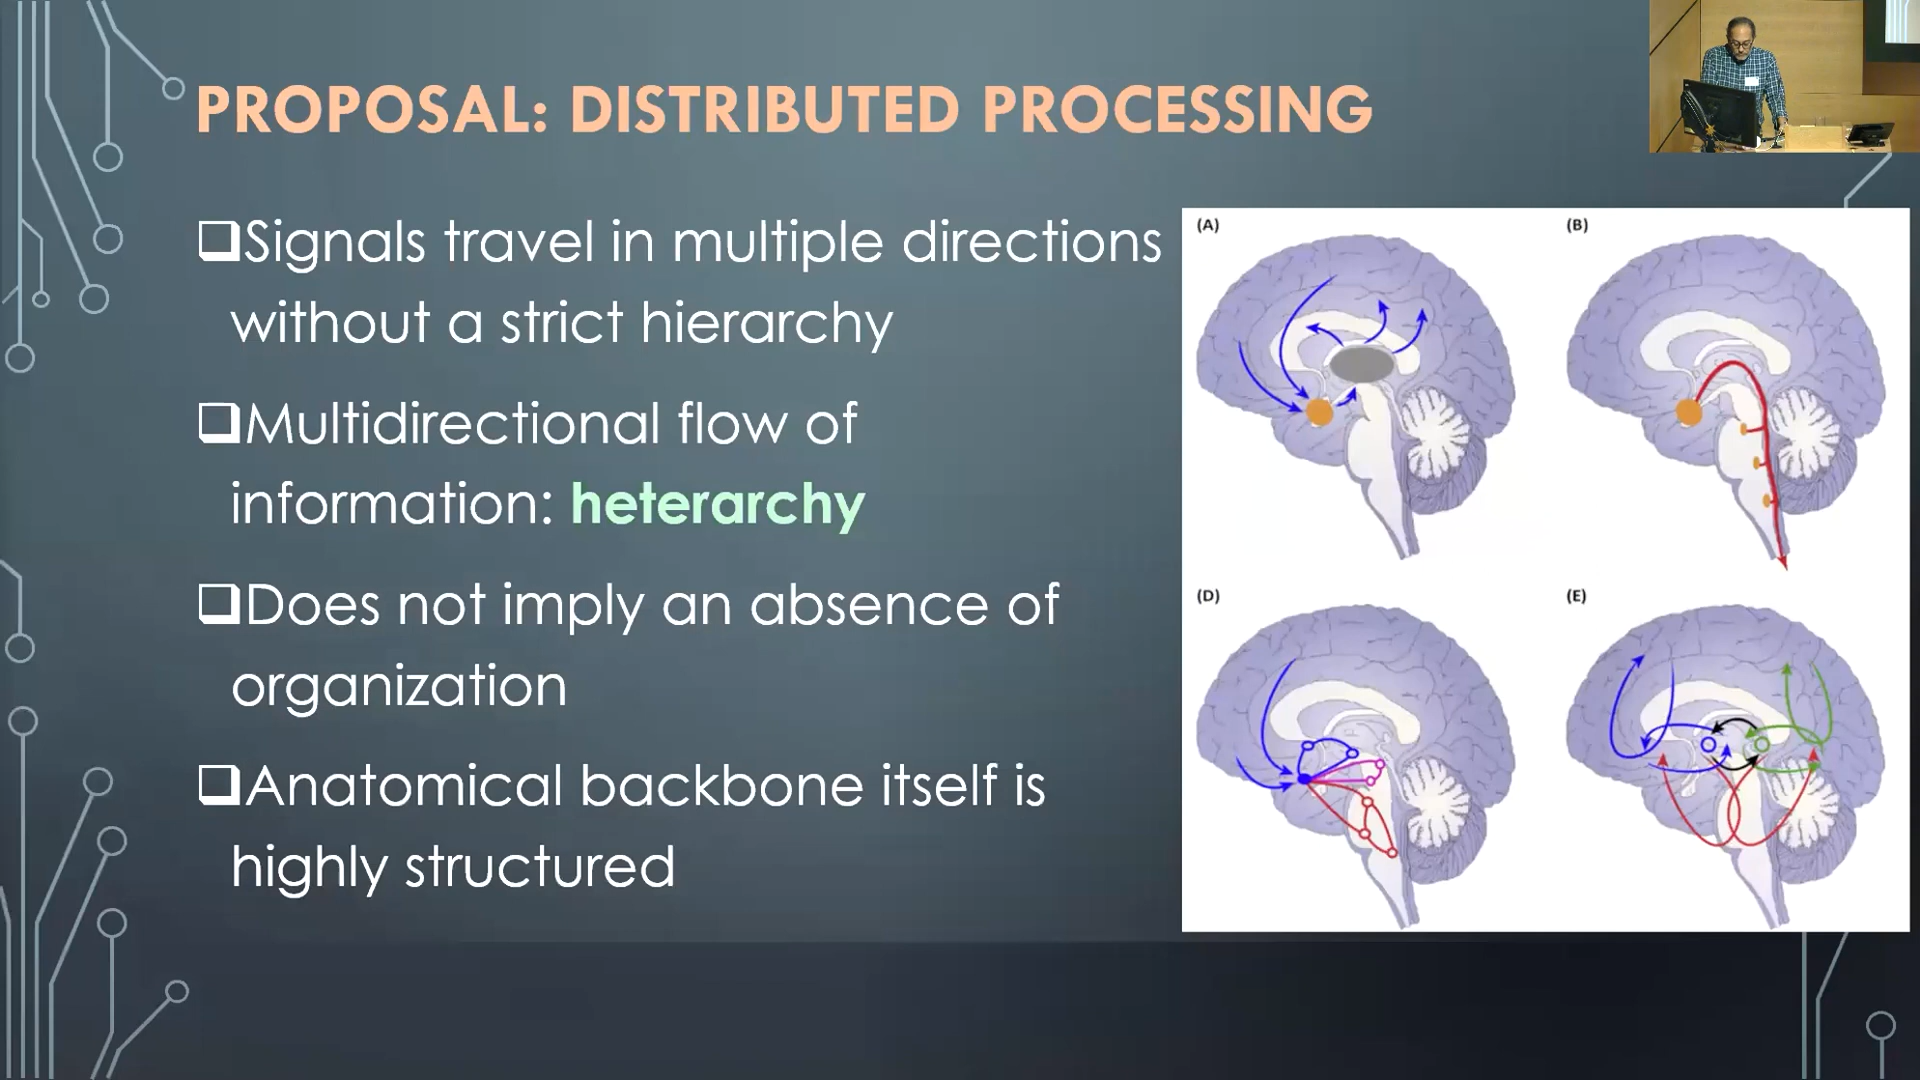 PROPOSAL: DISTRIBUTED PROCESSING
Signals travel in multiple directions
without a strict hierarchy
Multidirectional flow of
information: heterarchy
Does not imply an absence of
organization
Anatomical backbone itself is
highly structured
(A)
(B)
(D)
(E)